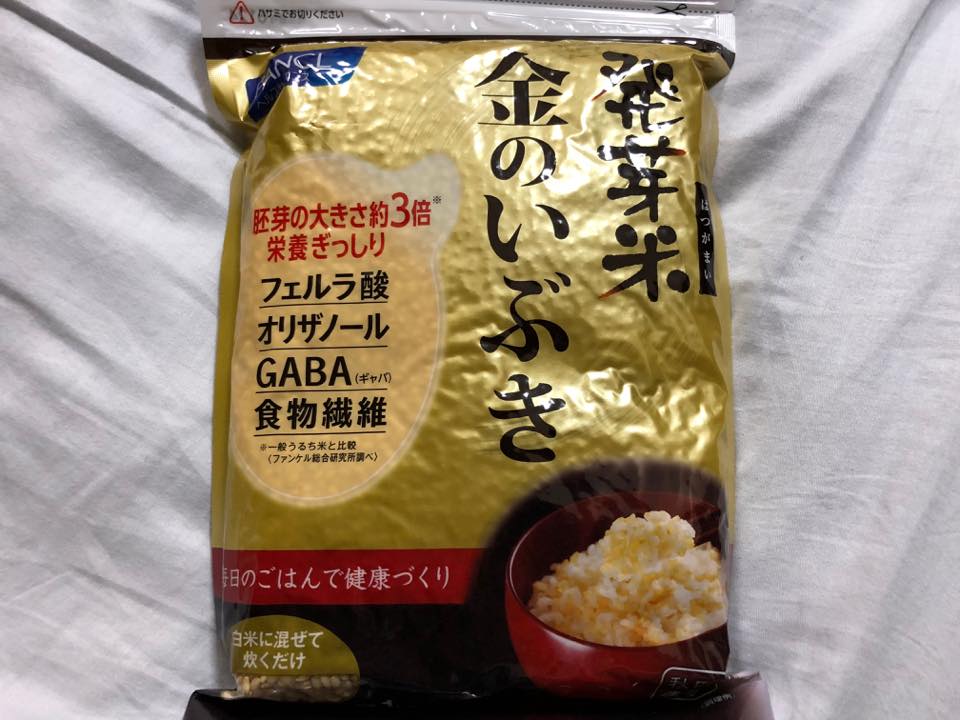 ハサミでお切りください
FANCL
発芽米
はつがまい
金のいぶき
胚芽の大きさ約3倍※
栄養ぎっしり
フェルラ酸
オリザノール
GABA(ギャバ)
食物繊維
※一般うるち米と比較
〈ファンケル総合研究所調べ〉
毎日のごはんで健康づくり
白米に混ぜて
炊くだけ